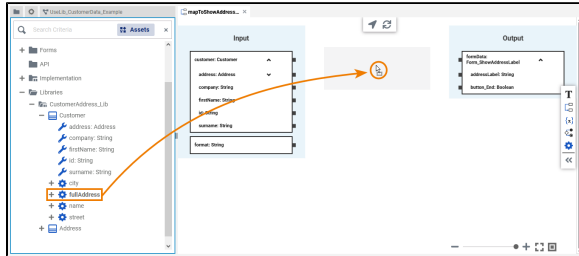 UseLib_CustomerData_Example
mapToShowAddress...
×
Search Criteria
Assets
×
Forms
API
Implementation
Libraries
CustomerAddress_Lib
Customer
address: Address
company: String
firstName: String
id: String
surname: String
city
fullAddress
name
street
Address
Input
customer: Customer
address: Address
company: String
firstName: String
id: String
surname: String
format: String
Output
formData:
Form_ShowAddressLabel
addressLabel: String
button_End: Boolean
T
{x}